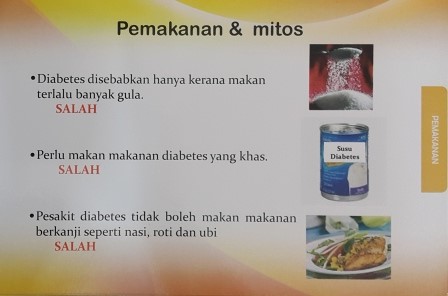 Pemakanan & mitos
•Diabetes disebabkan hanya kerana makan
terlalu banyak gula.
SALAH
•Perlu makan makanan diabetes yang khas.
SALAH
Susu
Diabetes
•Pesakit diabetes tidak boleh makan makanan
berkanji seperti nasi, roti dan ubi
SALAH
PEMAKANAN